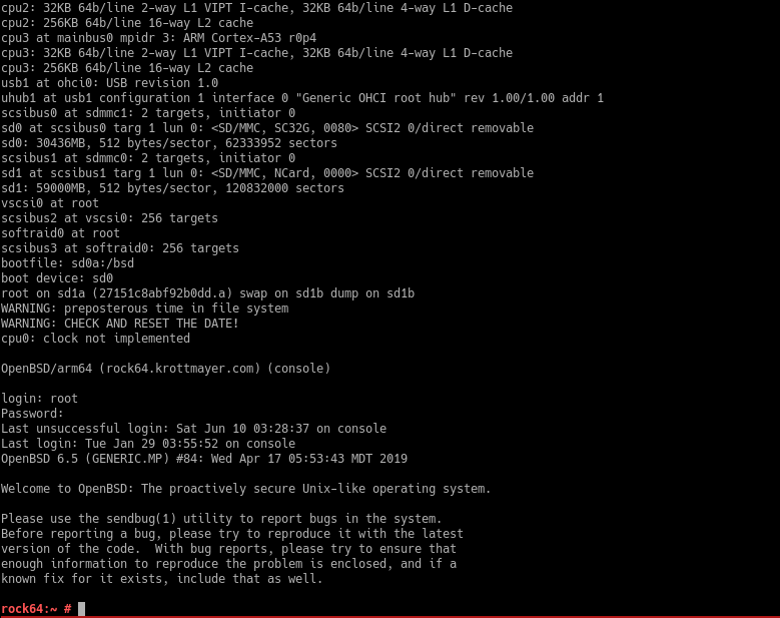 cpu2: 32KB 64b/line 2-way L1 VIPT I-cache, 32KB 64b/line 4-way L1 D-cache
cpu2: 256KB 64b/line 16-way L2 cache
cpu3 at mainbus0 mpidr 3: ARM Cortex-A53 r0p4
cpu3: 32KB 64b/line 2-way L1 VIPT I-cache, 32KB 64b/line 4-way L1 D-cache
cpu3: 256KB 64b/line 16-way L2 cache
usb1 at ohci0: USB revision 1.0
uhub1 at usb1 configuration 1 interface 0 "Generic OHCI root hub" rev 1.00/1.00 addr 1
scsibus0 at sdmmc1: 2 targets, initiator 0
sd0 at scsibus0 targ 1 lun 0: <SD/MMC, SC32G, 0080> SCSI2 0/direct removable
sd0: 30436MB, 512 bytes/sector, 62333952 sectors
scsibus1 at sdmmc0: 2 targets, initiator 0
sd1 at scsibus1 targ 1 lun 0: <SD/MMC, NCard, 0000> SCSI2 0/direct removable
sd1: 59000MB, 512 bytes/sector, 120832000 sectors
vscsi0 at root
scsibus2 at vscsi0: 256 targets
softraid0 at root
scsibus3 at softraid0: 256 targets
bootfile: sd0a:/bsd
boot device: sd0
root on sd1a (27151c8abf92b0dd.a) swap on sd1b dump on sd1b
WARNING: preposterous time in file system
WARNING: CHECK AND RESET THE DATE!
cpu0: clock not implemented
OpenBSD/arm64 (rock64.krottmayer.com) (console)
login: root
Password:
Last unsuccessful login: Sat Jun 10 03:28:37 on console
Last login: Tue Jan 29 03:55:52 on console
OpenBSD 6.5 (GENERIC.MP) #84: Wed Apr 17 05:53:43 MDT 2019
Welcome to OpenBSD: The proactively secure Unix-like operating system.
Please use the sendbug(1) utility to report bugs in the system.
Before reporting a bug, please try to reproduce it with the latest
version of the code.  With bug reports, please try to ensure that
enough information to reproduce the problem is enclosed, and if a
known fix for it exists, include that as well.
rock64:~ #